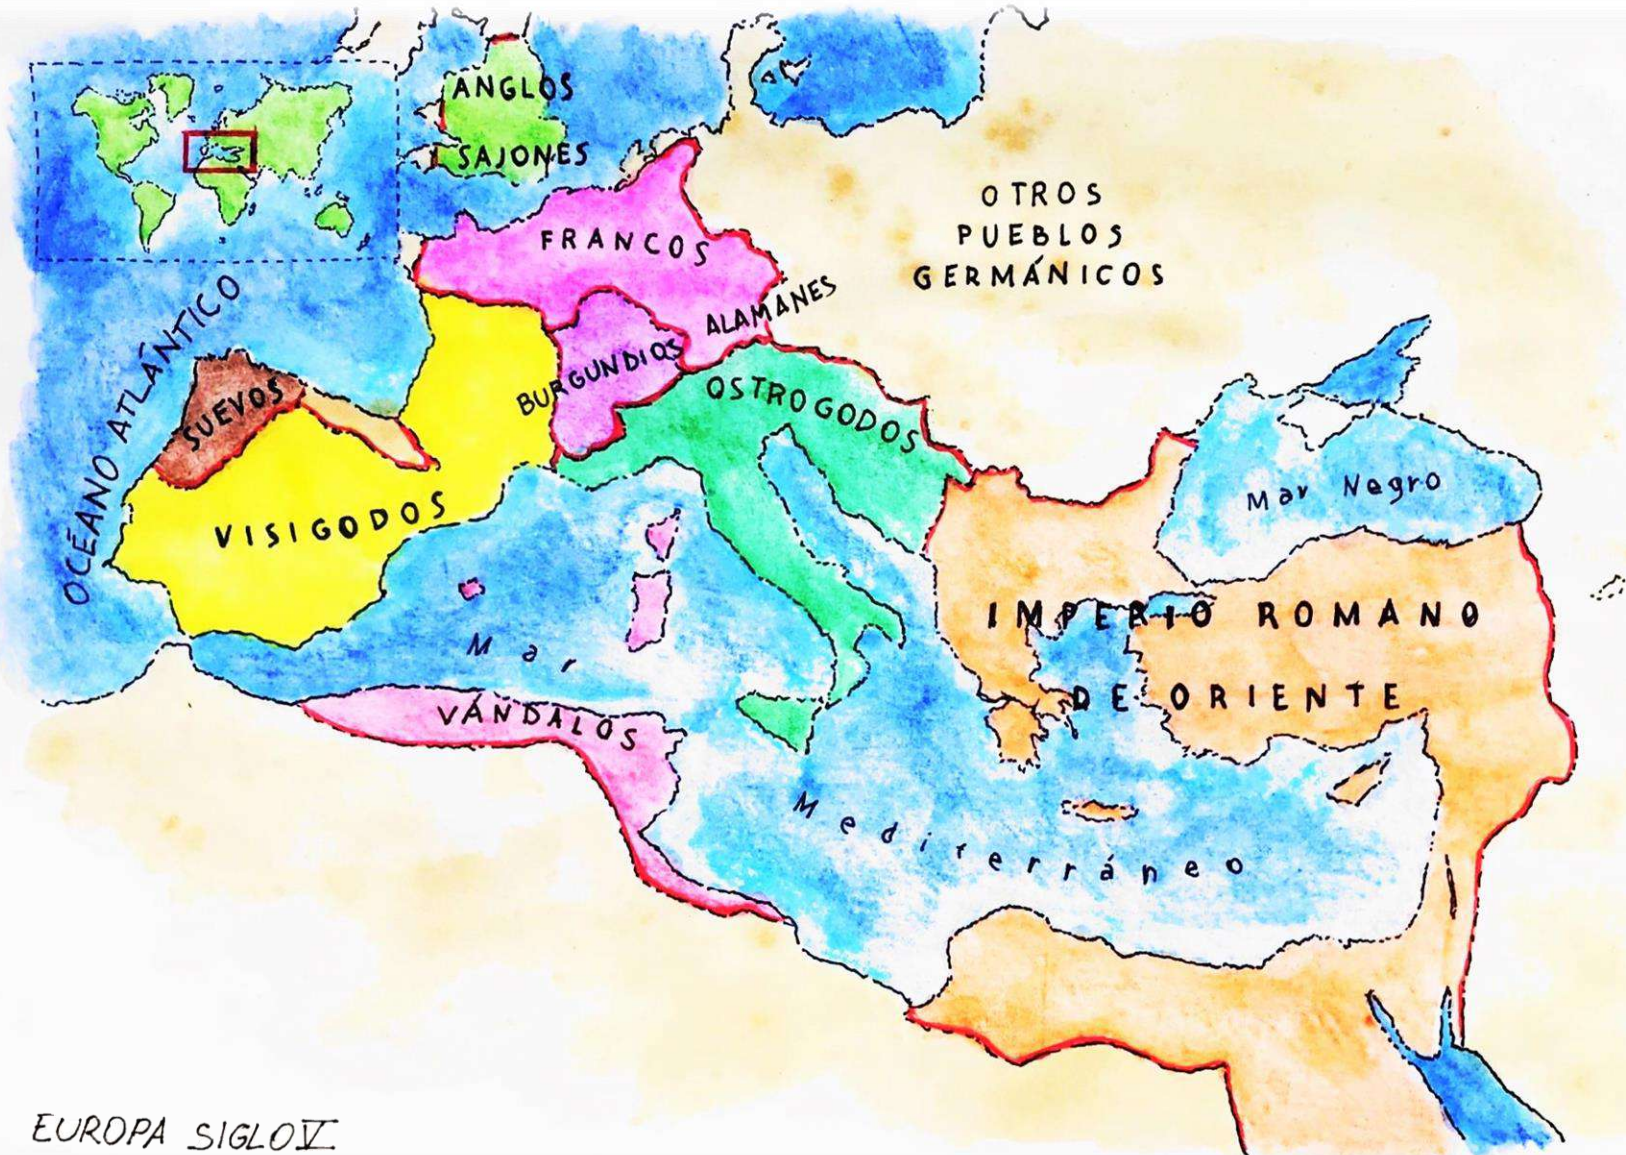 ANGLOS
SAJONES
OTROS
PUEBLOS
GERMÁNICOS
FRANCOS
ALAMANES
OCÉANO ATLÁNTICO
SUEVOS
BURGUNDIOS
OSTROGODOS
VISIGODOS
Mar Negro
IMPERIO ROMANO
DE ORIENTE
VÁNDALOS
Mar
Mediterráneo
EUROPA SIGLO V